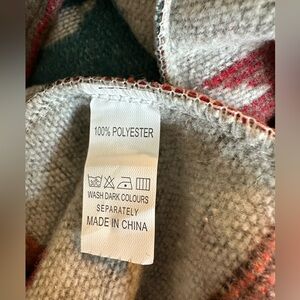 100% POLYESTER
WASH DARK COLOURS
SEPARATELY
MADE IN CHINA